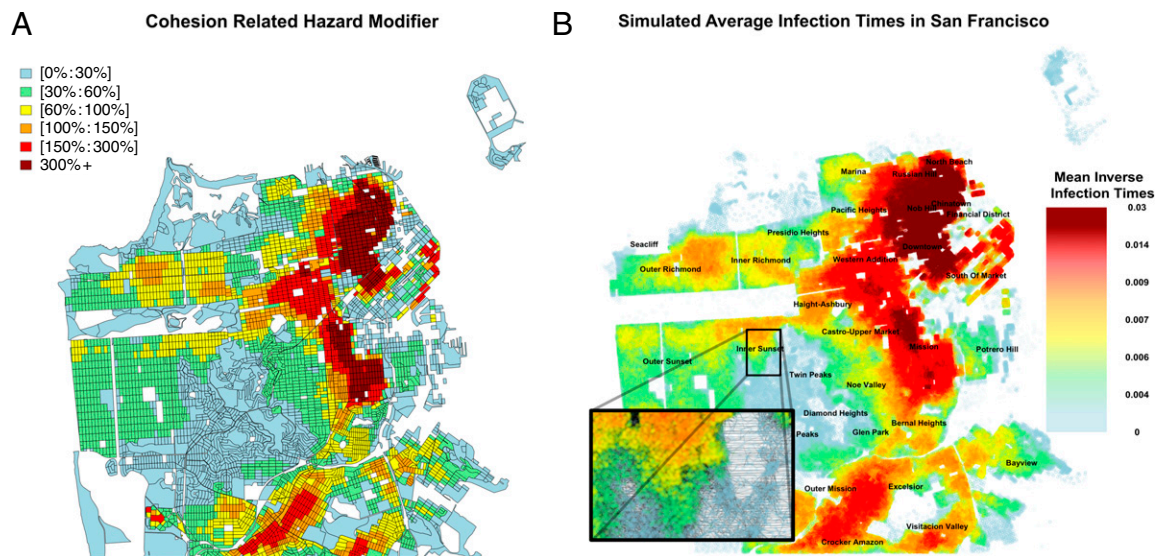 A
Cohesion Related Hazard Modifier
[0%:30%]
[30%:60%]
[60%:100%]
[100%:150%]
[150%:300%]
300%+
B
Simulated Average Infection Times in San Francisco
North Beach
Marina
Russian Hill
Chinatown
Pacific Heights
Nob Hill
Financial District
Presidio Heights
Seacliff
Downtown
Inner Richmond
Western Addition
Outer Richmond
South Of Market
Haight-Ashbury
Castro-Upper Market
Inner Sunset
Mission
Potrero Hill
Outer Sunset
Twin Peaks
Noe Valley
Diamond Heights
Bernal Heights
Glen Park
Peaks
Bayview
Outer Mission
Excelsior
Visitacion Valley
Crocker Amazon
Mean Inverse
Infection Times
0.03
0.014
0.009
0.007
0.006
0.004
0